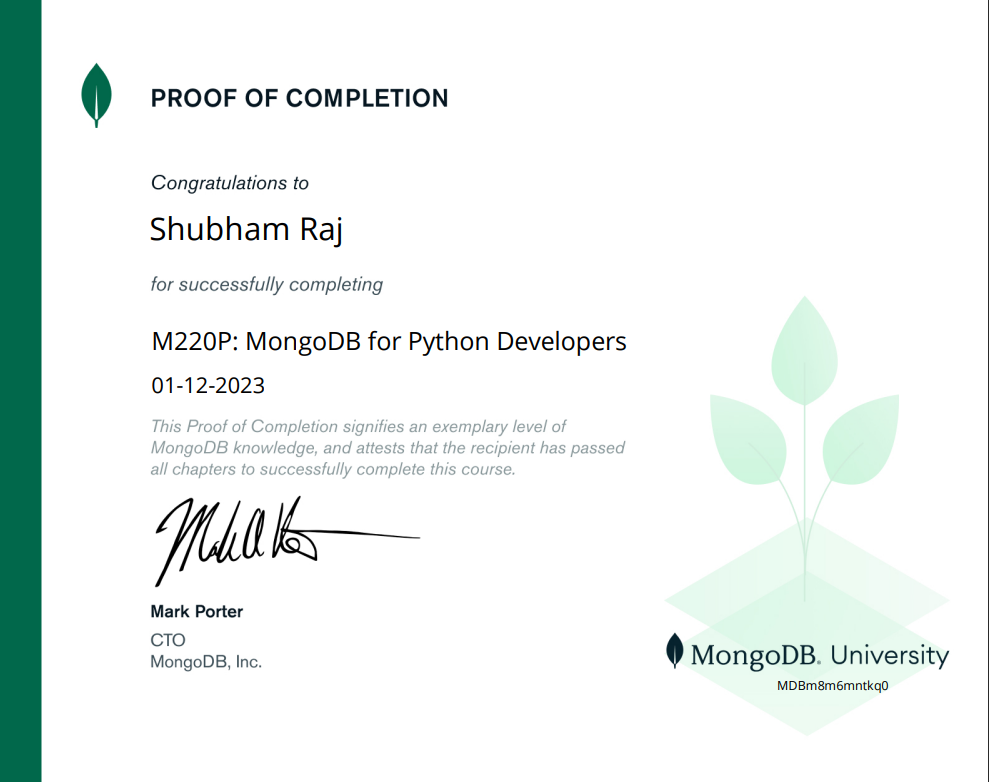 PROOF OF COMPLETION
Congratulations to
Shubham Raj
for successfully completing
M220P: MongoDB for Python Developers
01-12-2023
This Proof of Completion signifies an exemplary level of
MongoDB knowledge, and attests that the recipient has passed
all chapters to successfully complete this course.
Mark Porter
CTO
MongoDB, Inc.
MongoDB. University
MDBm8m6mntkq0